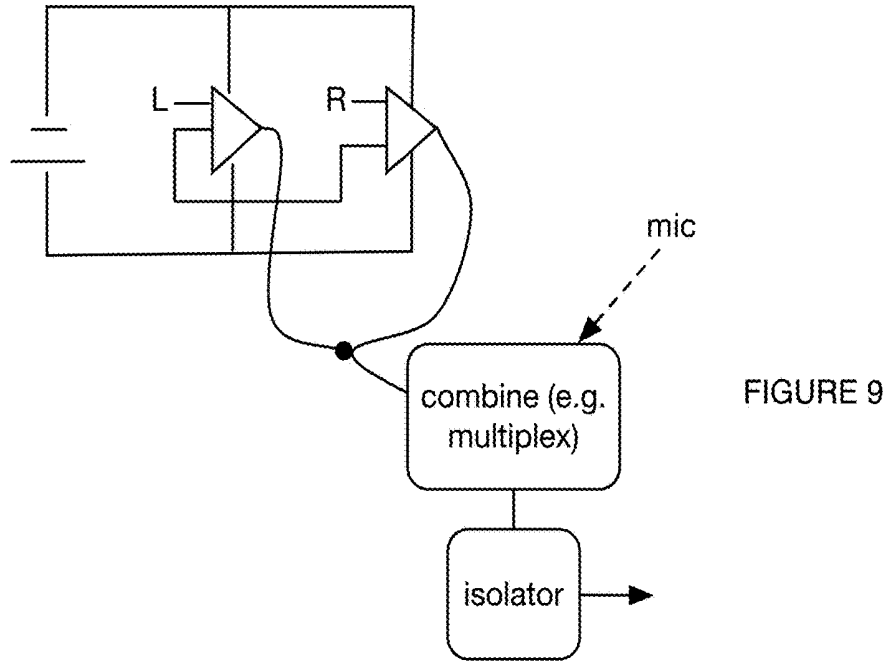 L
R
mic
combine (e.g.
multiplex)
FIGURE 9
isolator